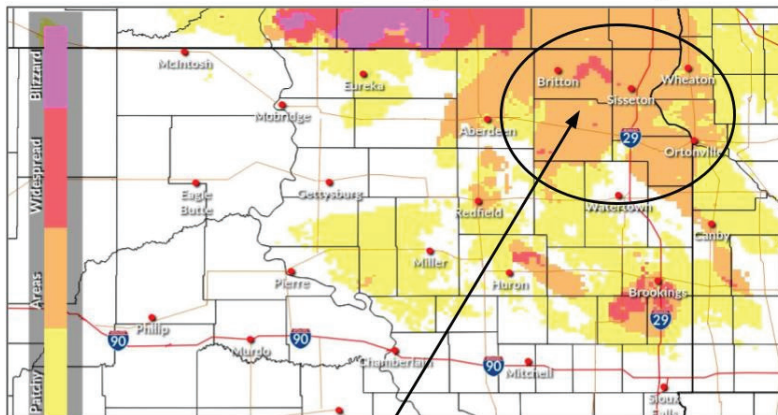 Blizzard
Widespread
Areas
Patchy
McIntosh
Mobridge
Eureka
Aberdeen
Britton
Sisseton
Wheaton
29
Ortonville
Eagle
Butte
Gettysburg
Redfield
Watertown
Canby
Miller
Pierre
Huron
Brookings
29
Philip
90
Murdo
90
Chamberlain
90
Mitchell
Sioux
Falls